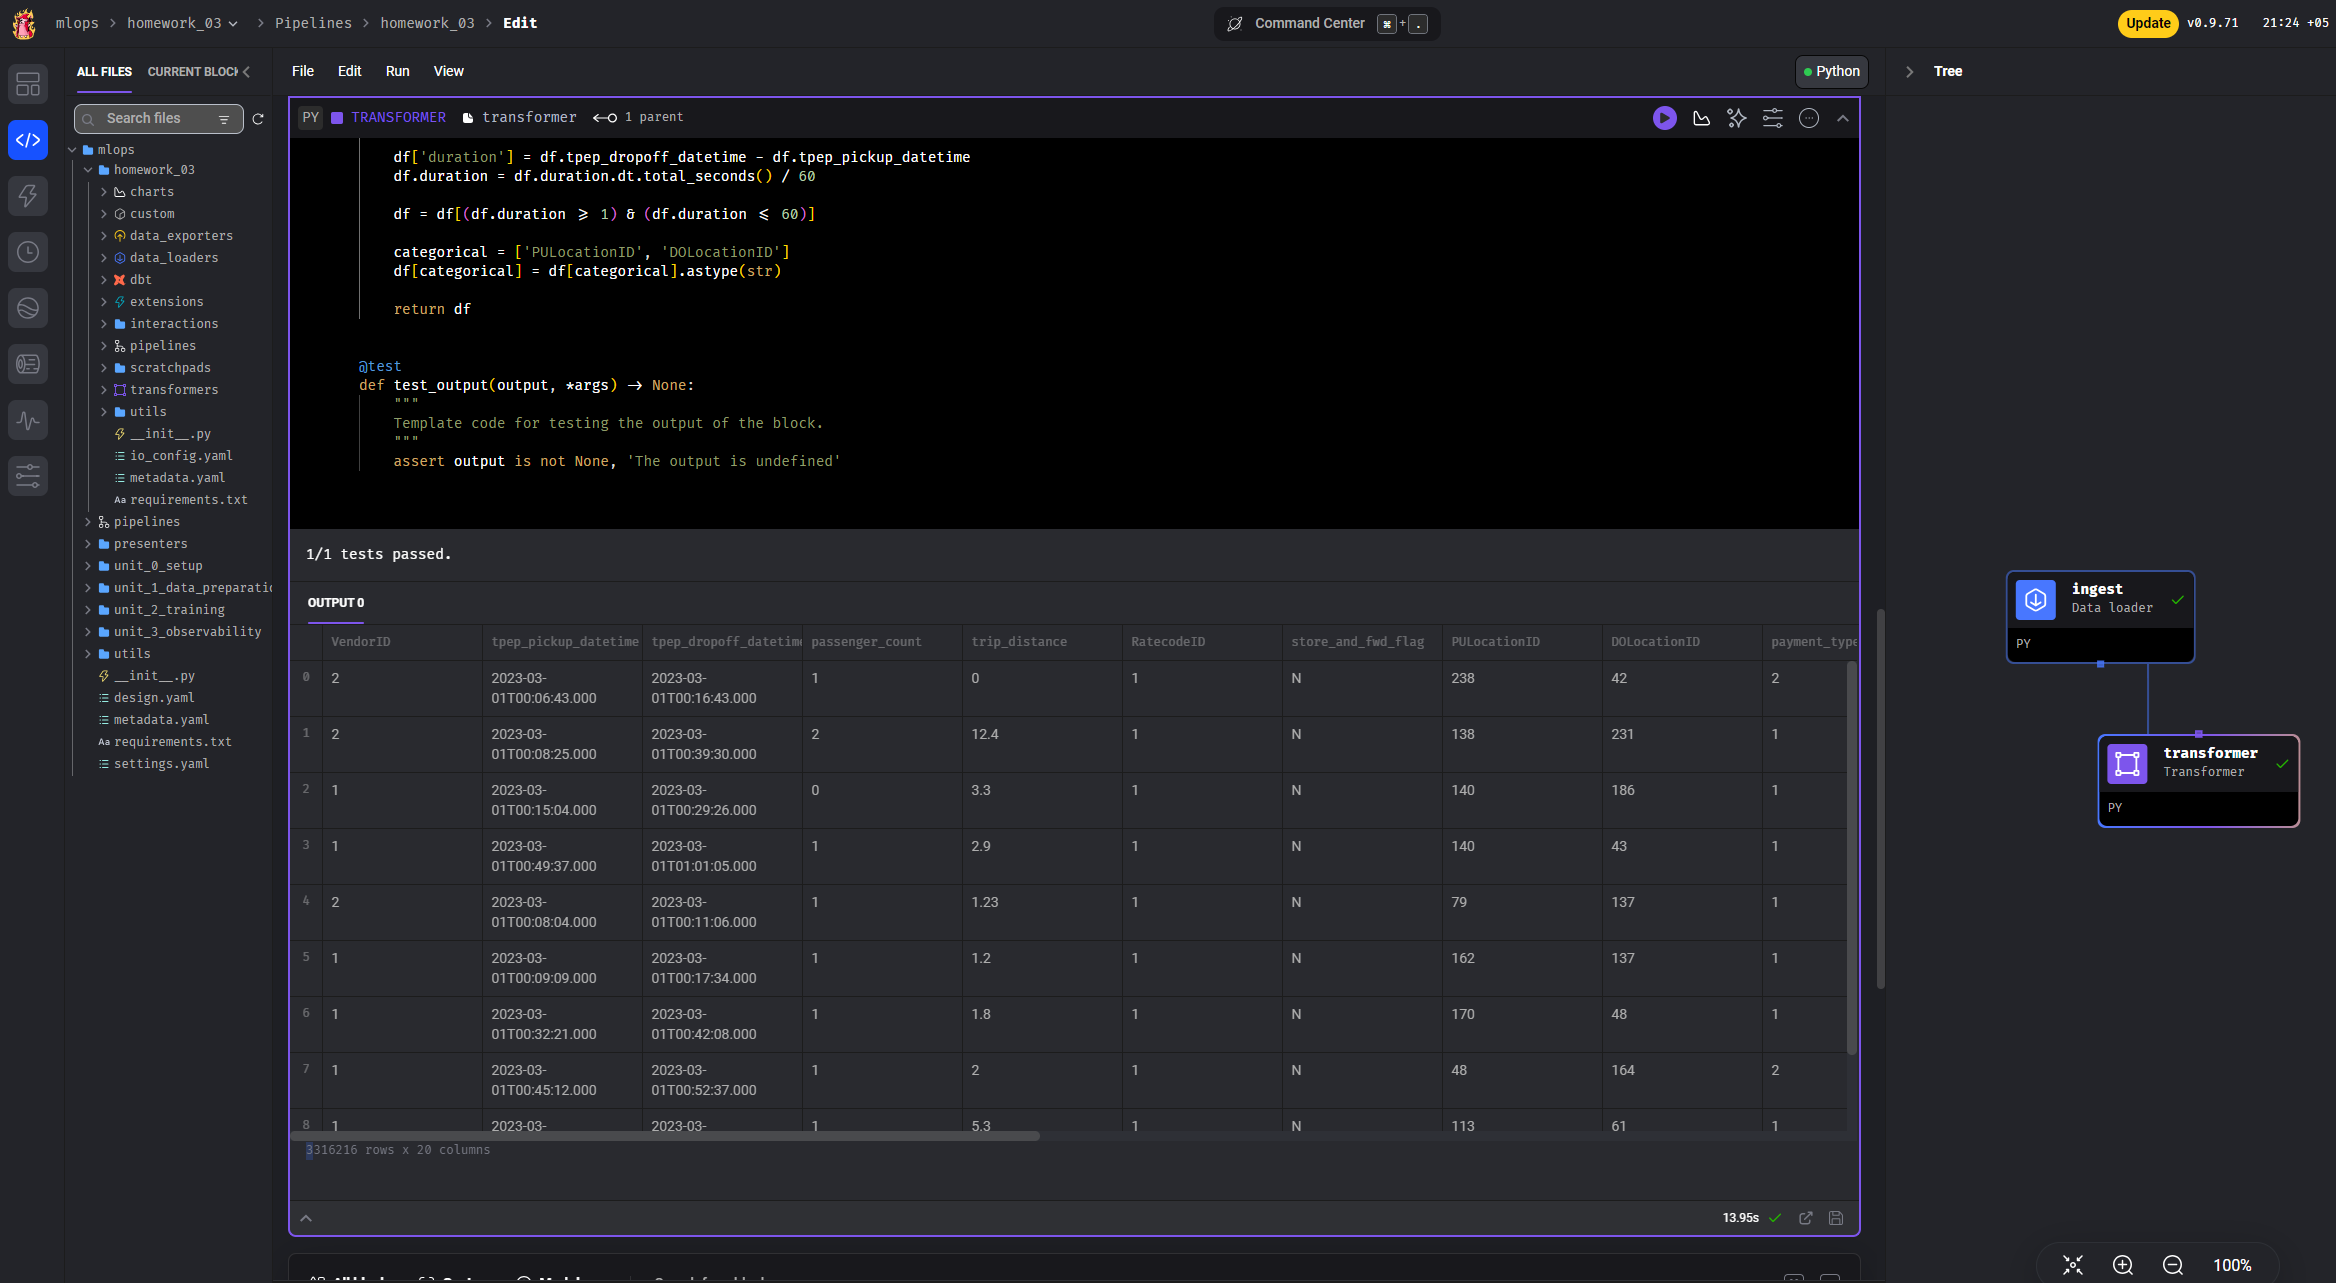 mlops > homework_03 > Pipelines > homework_03 > Edit
Command Center ⌘ + .
Update v0.9.71 21:24 +05
ALL FILES CURRENT BLOCK
Search files
mlops
homework_03
charts
custom
data_exporters
data_loaders
dbt
extensions
interactions
pipelines
scratchpads
transformers
utils
__init__.py
io_config.yaml
metadata.yaml
Aa requirements.txt
pipelines
presenters
unit_0_setup
unit_1_data_preparatio
unit_2_training
unit_3_observability
utils
__init__.py
design.yaml
metadata.yaml
Aa requirements.txt
settings.yaml
File Edit Run View
Python
PY TRANSFORMER transformer 1 parent
df['duration'] = df.tpep_dropoff_datetime - df.tpep_pickup_datetime
df.duration = df.duration.dt.total_seconds() / 60
df = df[(df.duration ≥ 1) & (df.duration ≤ 60)]
categorical = ['PULocationID', 'DOLocationID']
df[categorical] = df[categorical].astype(str)
return df
@test
def test_output(output, *args) → None:
"""
Template code for testing the output of the block.
"""
assert output is not None, 'The output is undefined'
1/1 tests passed.
OUTPUT 0
VendorID tpep_pickup_datetime tpep_dropoff_datetime passenger_count trip_distance RatecodeID store_and_fwd_flag PULocationID DOLocationID payment_type
0 2 2023-03-01T00:06:43.000 2023-03-01T00:16:43.000 1 0 1 N 238 42 2
1 2 2023-03-01T00:08:25.000 2023-03-01T00:39:30.000 2 12.4 1 N 138 231 1
2 1 2023-03-01T00:15:04.000 2023-03-01T00:29:26.000 0 3.3 1 N 140 186 1
3 1 2023-03-01T00:49:37.000 2023-03-01T01:01:05.000 1 2.9 1 N 140 43 1
4 2 2023-03-01T00:08:04.000 2023-03-01T00:11:06.000 1 1.23 1 N 79 137 1
5 1 2023-03-01T00:09:09.000 2023-03-01T00:17:34.000 1 1.2 1 N 162 137 1
6 1 2023-03-01T00:32:21.000 2023-03-01T00:42:08.000 1 1.8 1 N 170 48 1
7 1 2023-03-01T00:45:12.000 2023-03-01T00:52:37.000 1 2 1 N 48 164 2
8 1 2023-03- 2023-03- 1 5.3 1 N 113 61 1
3316216 rows x 20 columns
13.95s
Tree
ingest
Data loader
PY
transformer
Transformer
PY
100%